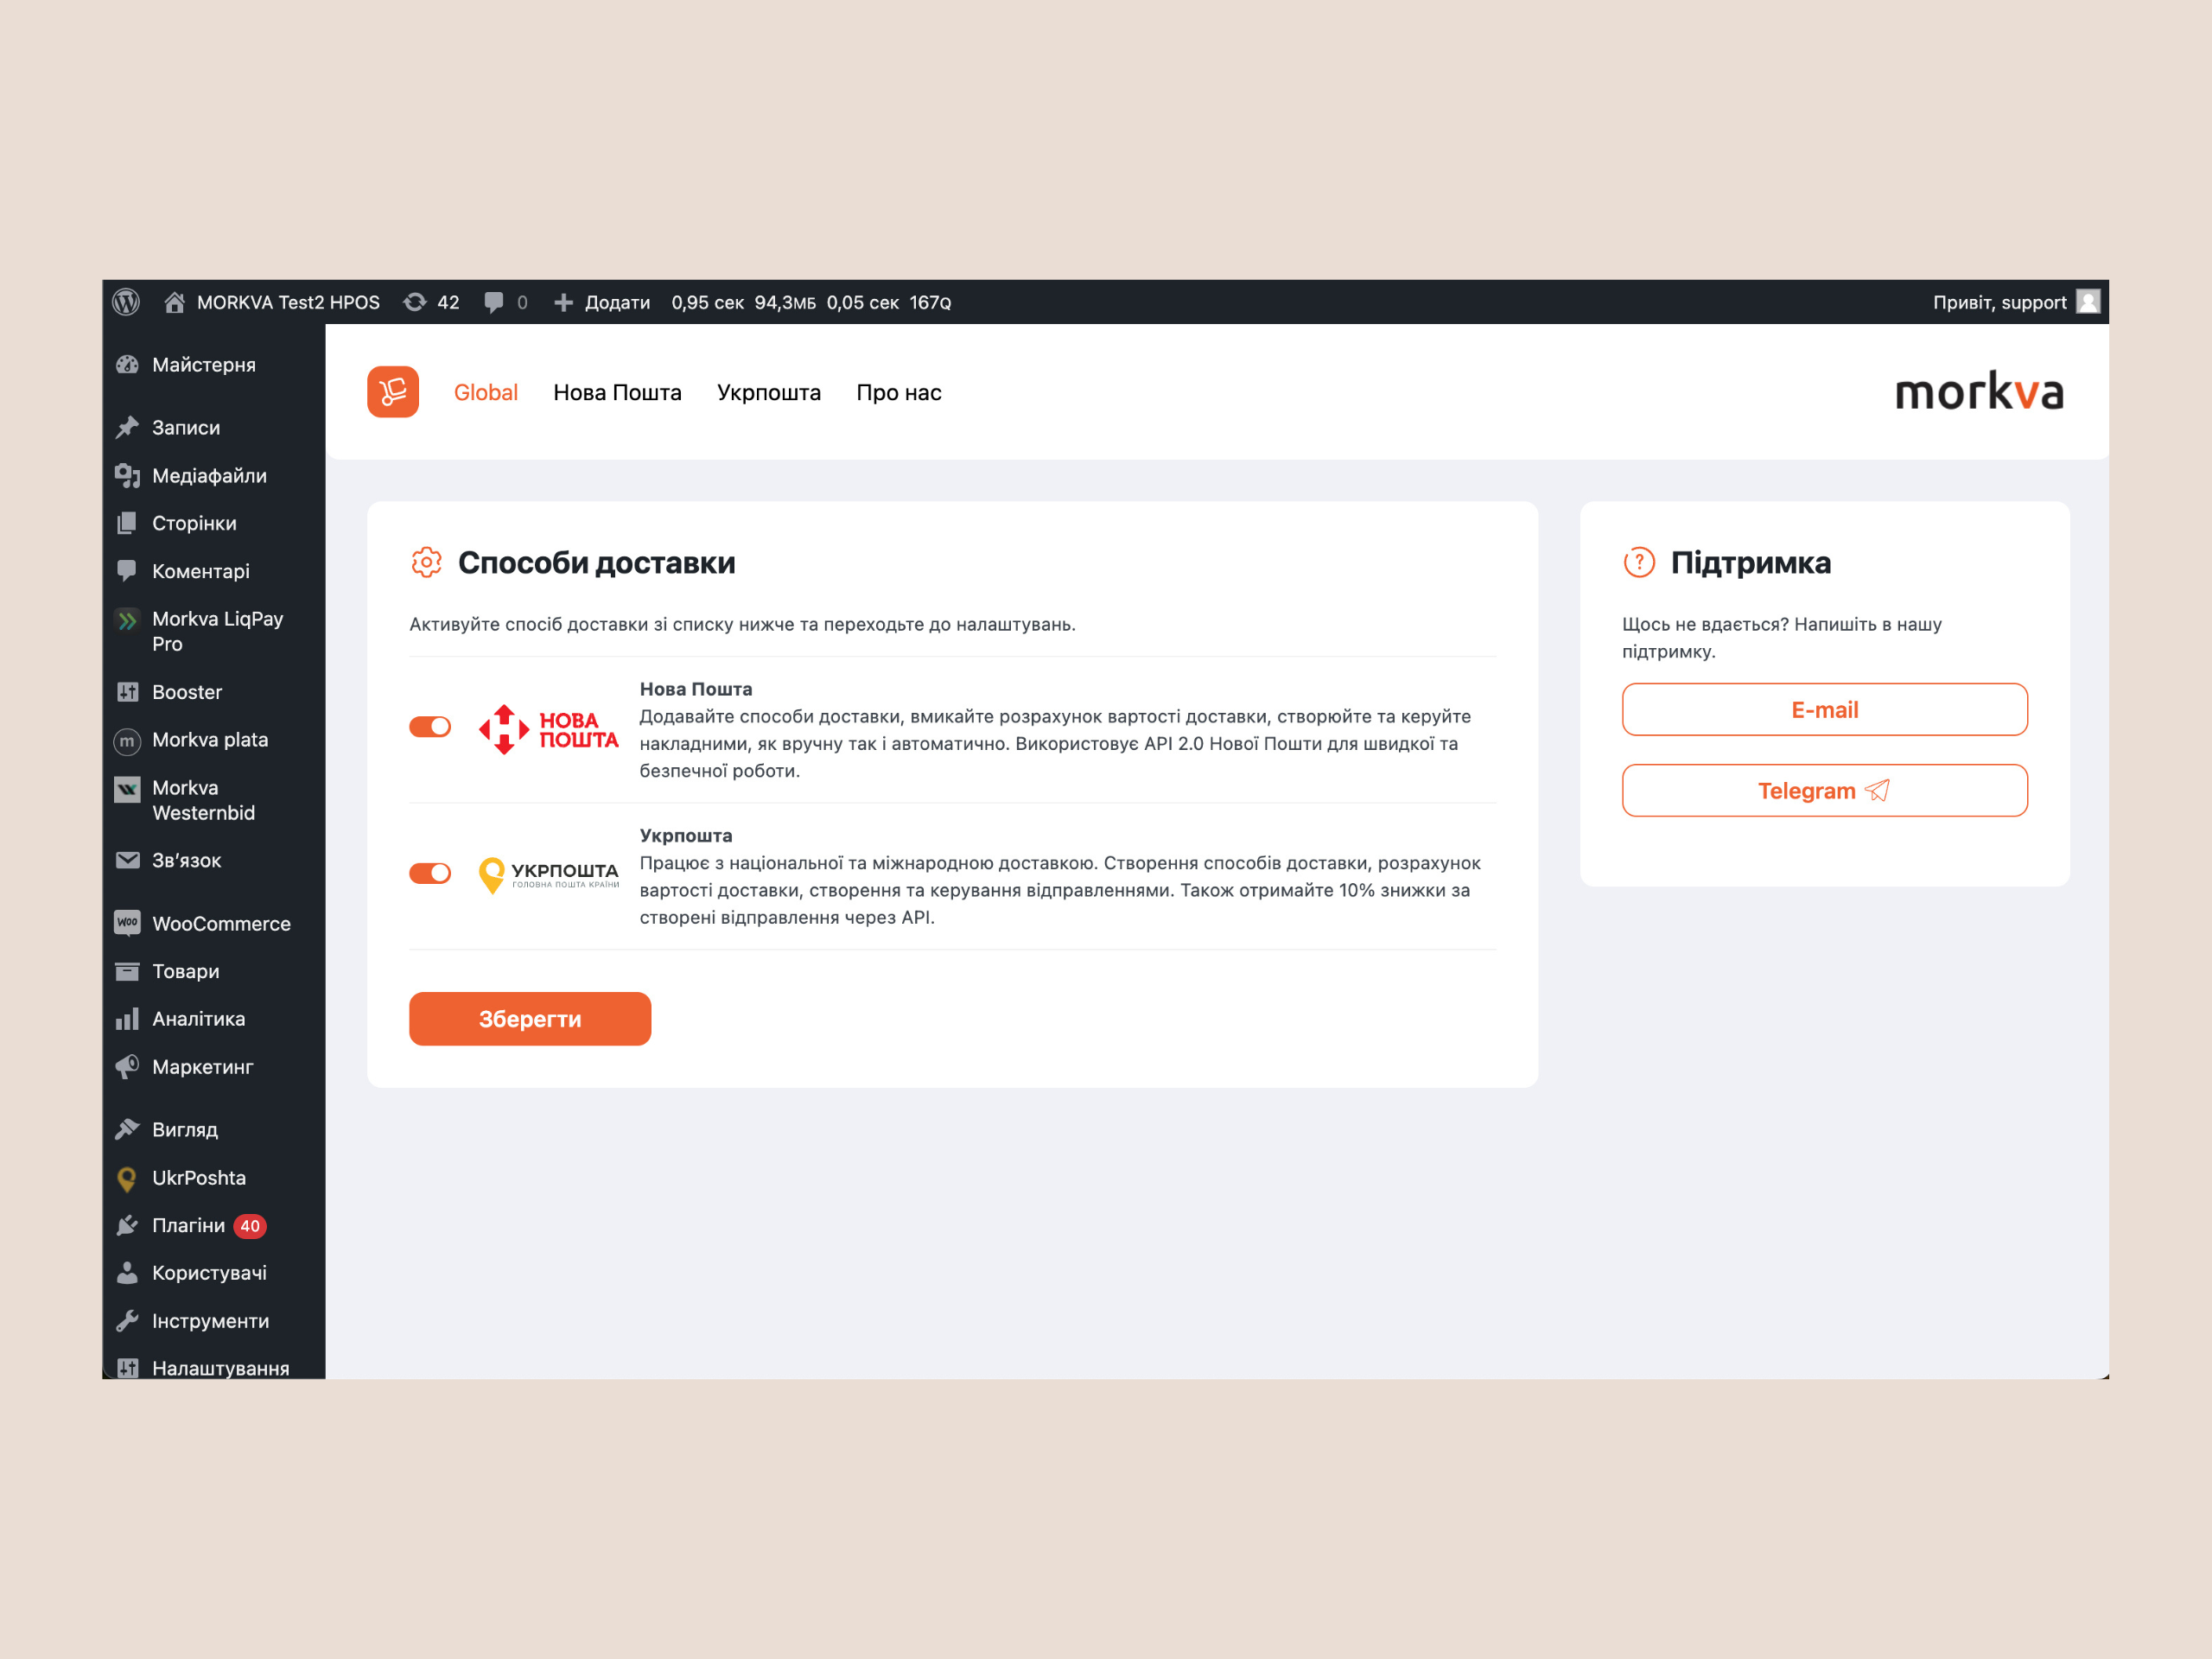 MORKVA Test2 HPOS 42 0 Додати 0,95 сек 94,3МБ 0,05 сек 167Q Привіт, support
Майстерня
Записи
Медіафайли
Сторінки
Коментарі
Morkva LiqPay
Pro
Booster
m Morkva plata
Morkva
Westernbid
Зв’язок
Woo WooCommerce
Товари
Аналітика
Маркетинг
Вигляд
UkrPoshta
Плагіни 40
Користувачі
Інструменти
Налаштування
Global Нова Пошта Укрпошта Про нас
morkva
Способи доставки
Активуйте спосіб доставки зі списку нижче та переходьте до налаштувань.
НОВА
ПОШТА
Нова Пошта
Додавайте способи доставки, вмикайте розрахунок вартості доставки, створюйте та керуйте
накладними, як вручну так і автоматично. Використовує API 2.0 Нової Пошти для швидкої та
безпечної роботи.
УКРПОШТА
ГОЛОВНА ПОШТА КРАЇНИ
Укрпошта
Працює з національної та міжнародною доставкою. Створення способів доставки, розрахунок
вартості доставки, створення та керування відправленнями. Також отримайте 10% знижки за
створені відправлення через API.
Зберегти
? Підтримка
Щось не вдається? Напишіть в нашу
підтримку.
E-mail
Telegram